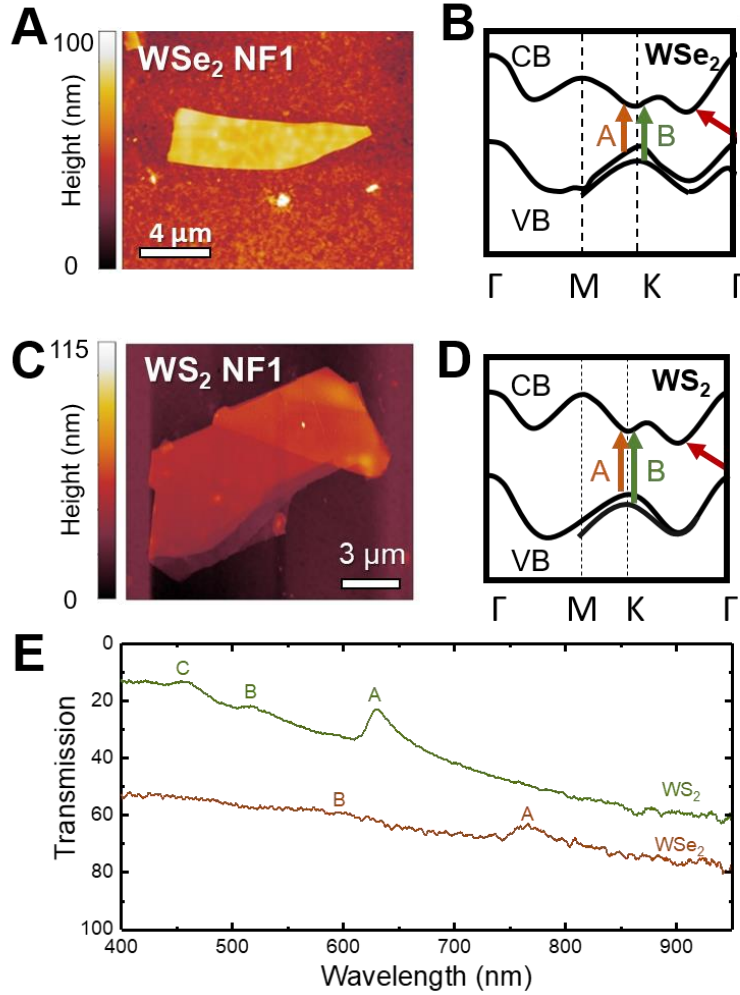 A
100
Height (nm)
0
WSe₂ NF1
4 μm
B
CB
WSe₂
A
B
VB
Γ M K Γ
C
115
Height (nm)
0
WS₂ NF1
3 μm
D
CB
WS₂
A
B
VB
Γ M K Γ
E
0
20
40
60
80
100
Transmission
C
B
A
WS₂
B
A
WSe₂
400 500 600 700 800 900
Wavelength (nm)